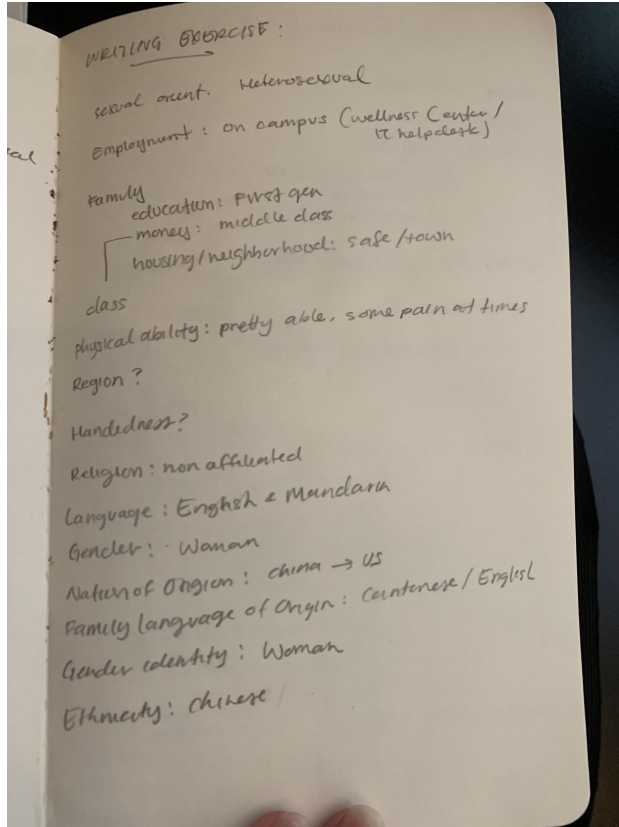 WRITING EXERCISE:
sexual orient. Heterosexual
Employment: on campus (Wellness Center/
IT helpdesk)
Family
education: First gen
money: middle class
housing/neighborhood: safe/town
class
physical ability: pretty able, some pain at times
Region?
Handedness?
Religion: non affiliated
Language: English & Mandarin
Gender: Woman
Nation of Origion: China → US
Family language of Origin: Cantonese/English
Gender identity: Woman
Ethnicity: Chinese